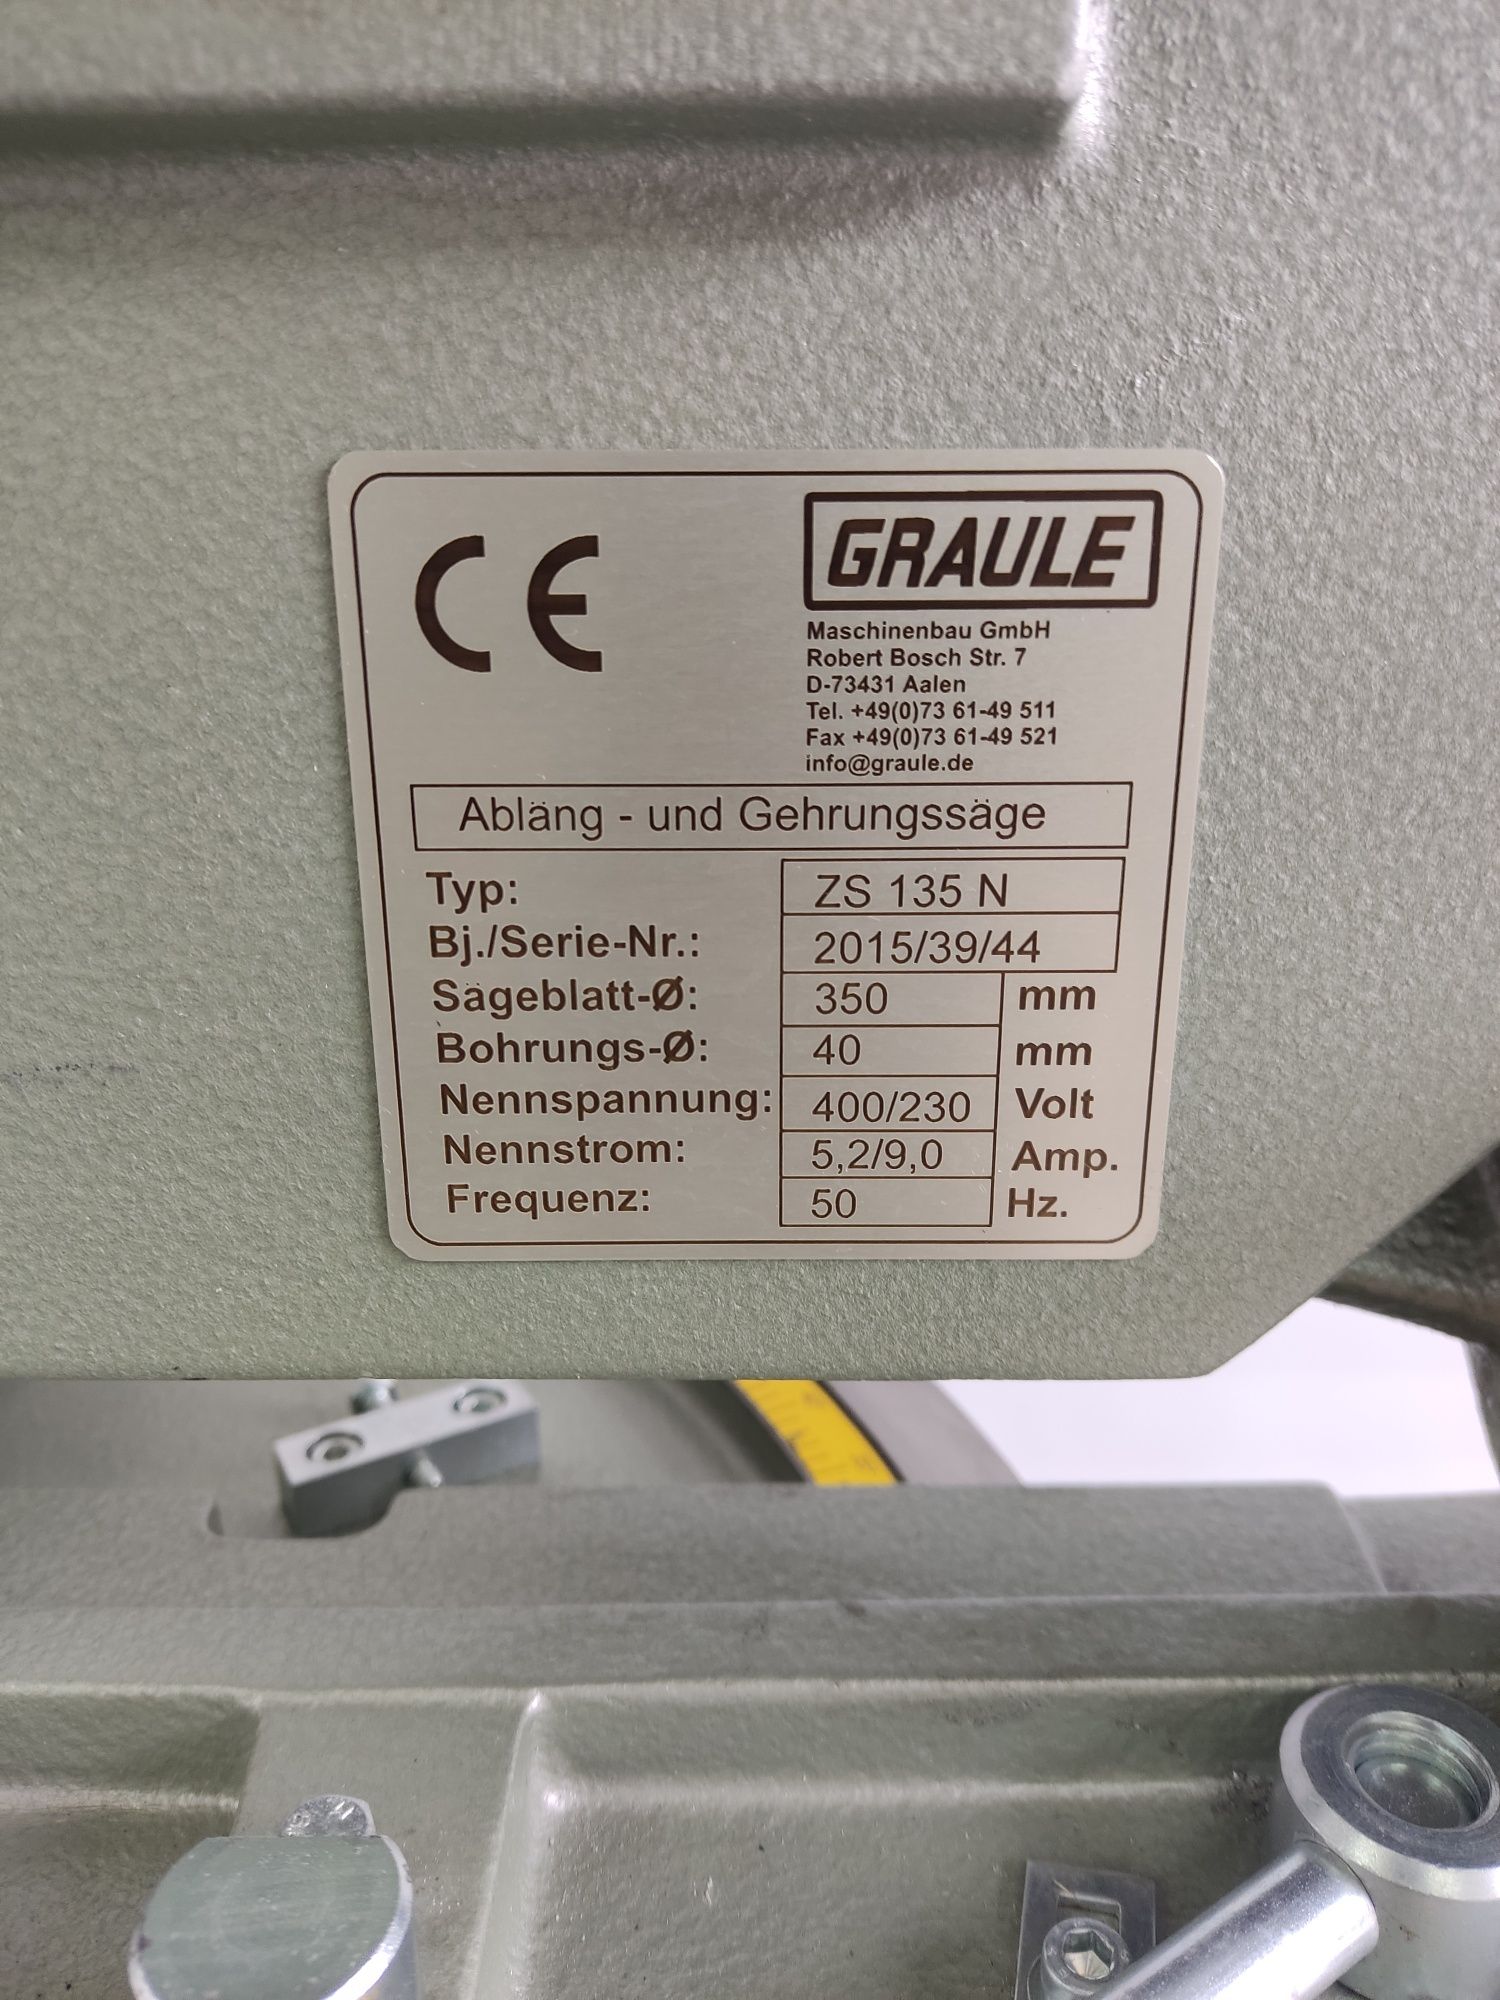 CE
GRAULE
Maschinenbau GmbH
Robert Bosch Str. 7
D-73431 Aalen
Tel. +49(0)73 61-49 511
Fax +49(0)73 61-49 521
info@graule.de
Abläng - und Gehrungssäge
Typ: ZS 135 N
Bj./Serie-Nr.: 2015/39/44
Sägeblatt-Ø: 350 mm
Bohrungs-Ø: 40 mm
Nennspannung: 400/230 Volt
Nennstrom: 5,2/9,0 Amp.
Frequenz: 50 Hz.